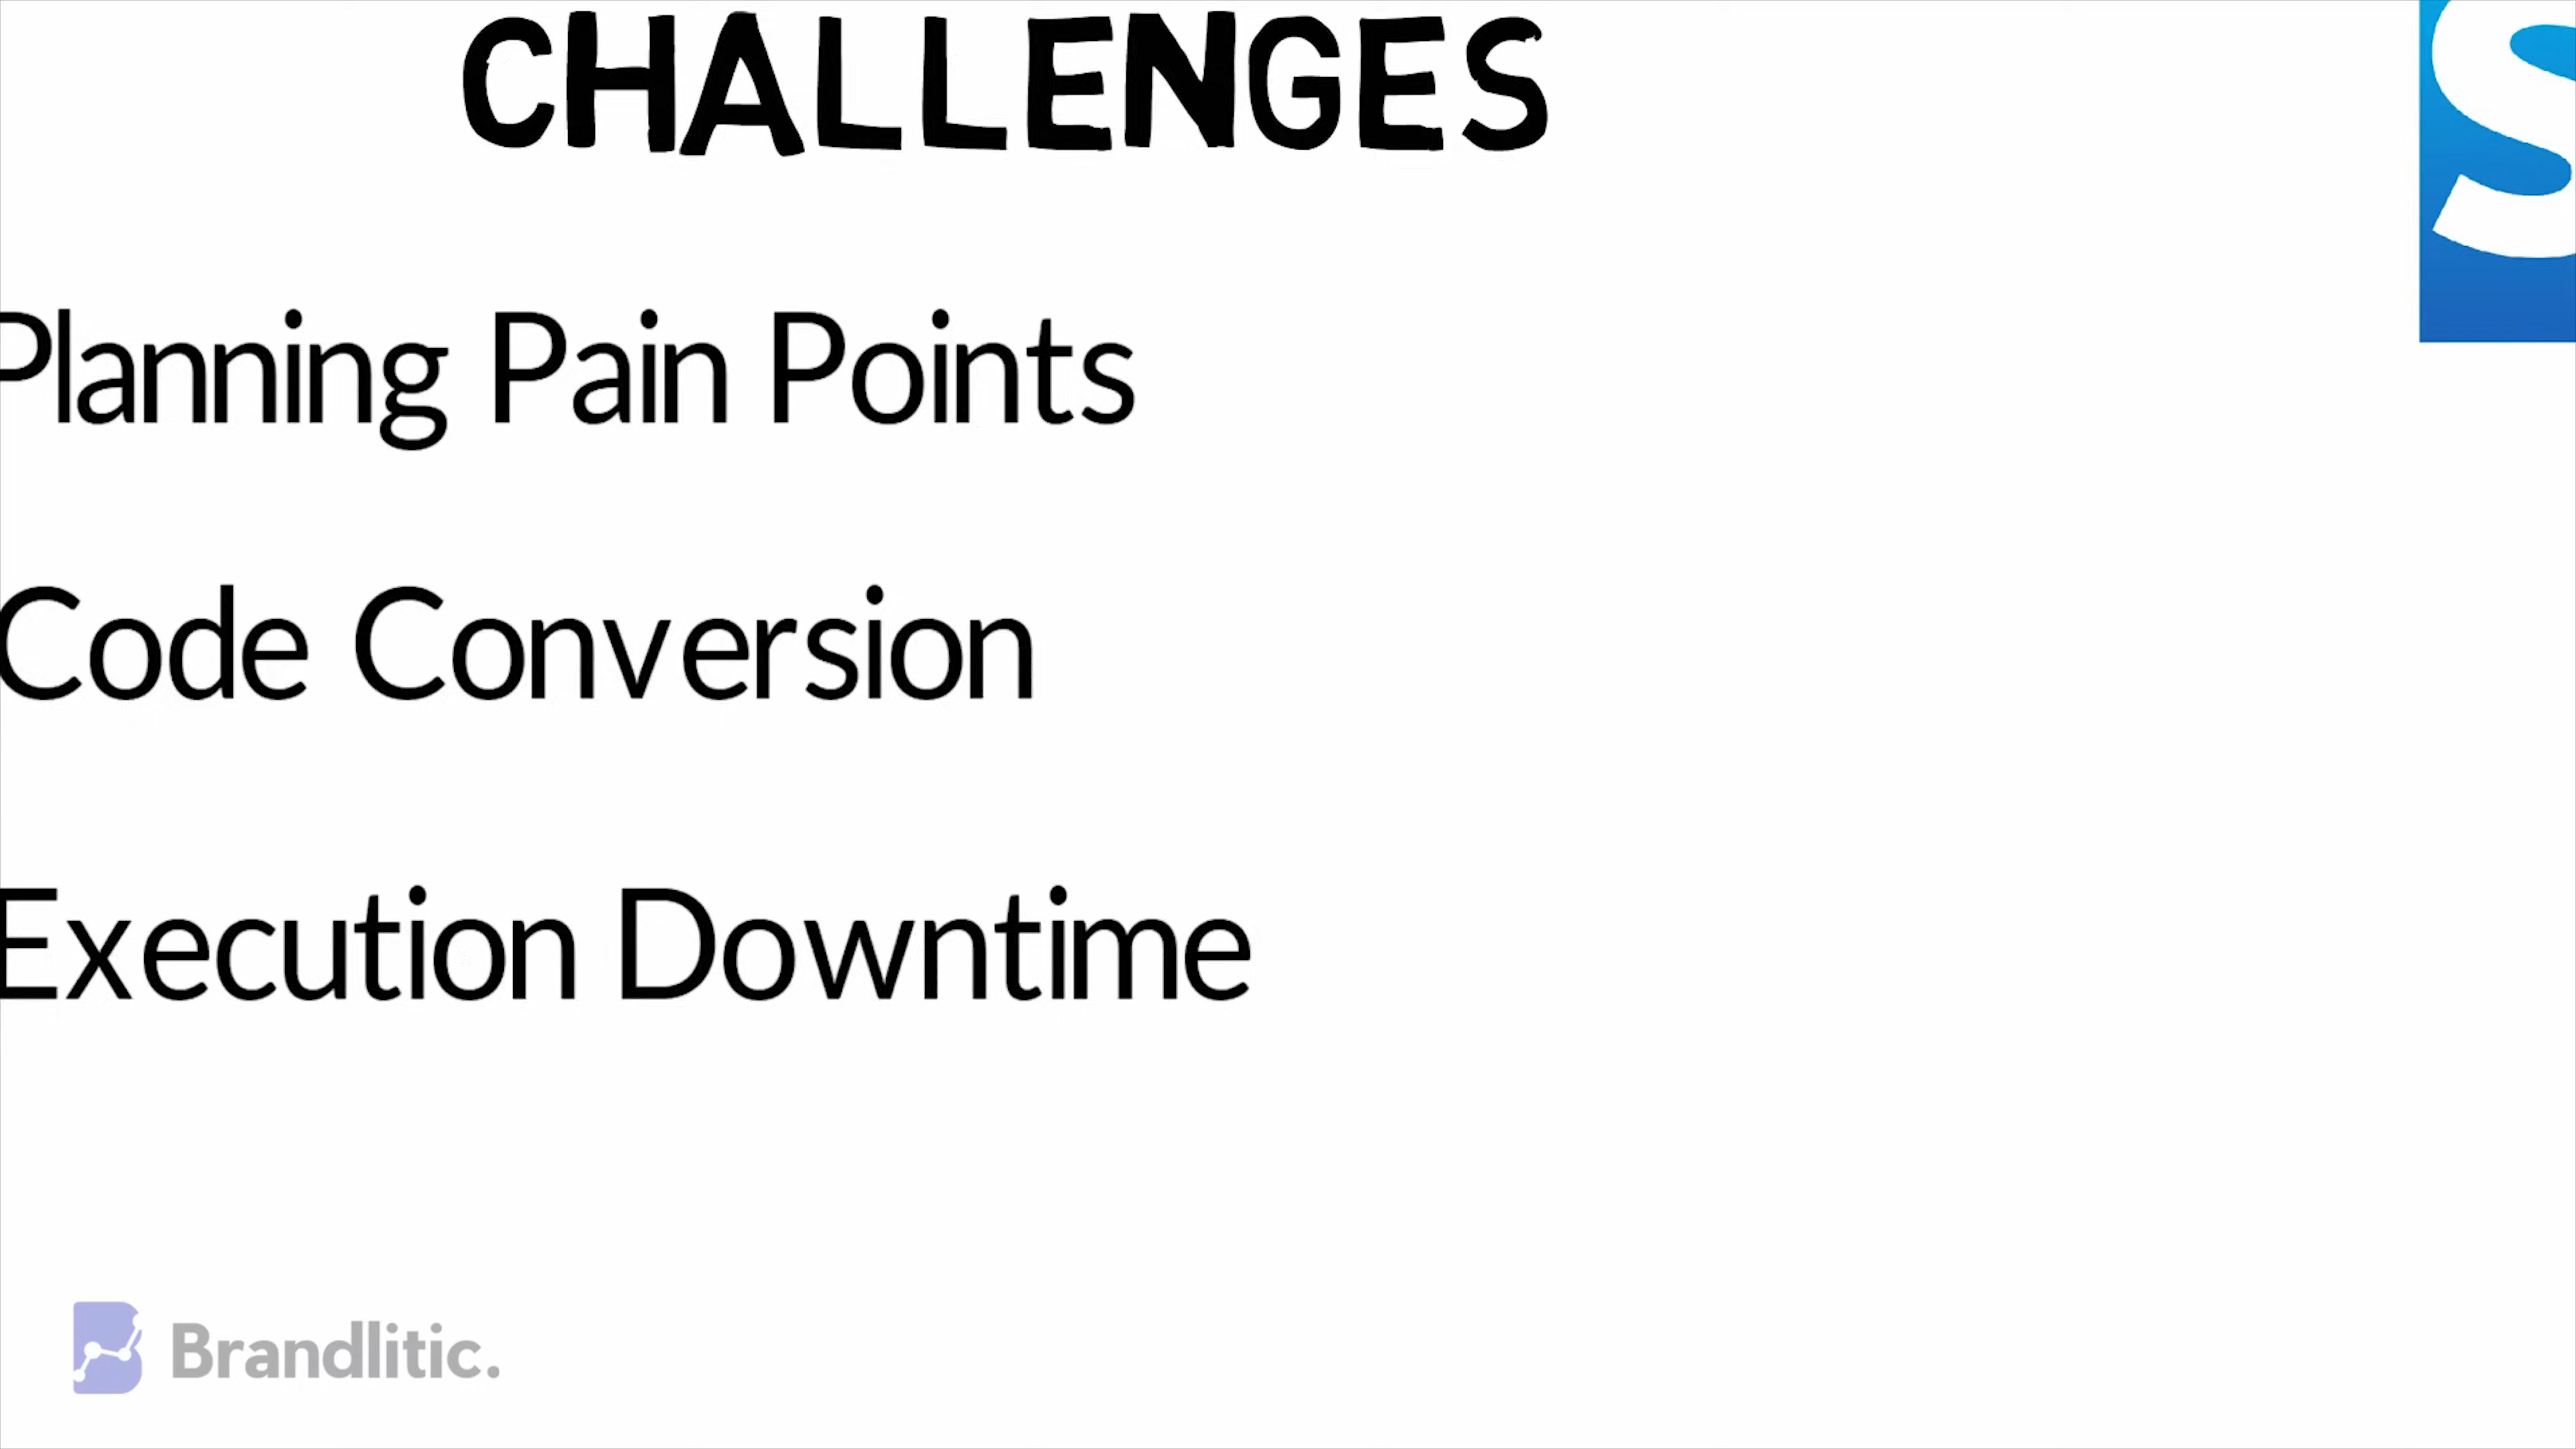 CHALLENGES
S
Planning Pain Points
Code Conversion
Execution Downtime
Brandlitic.